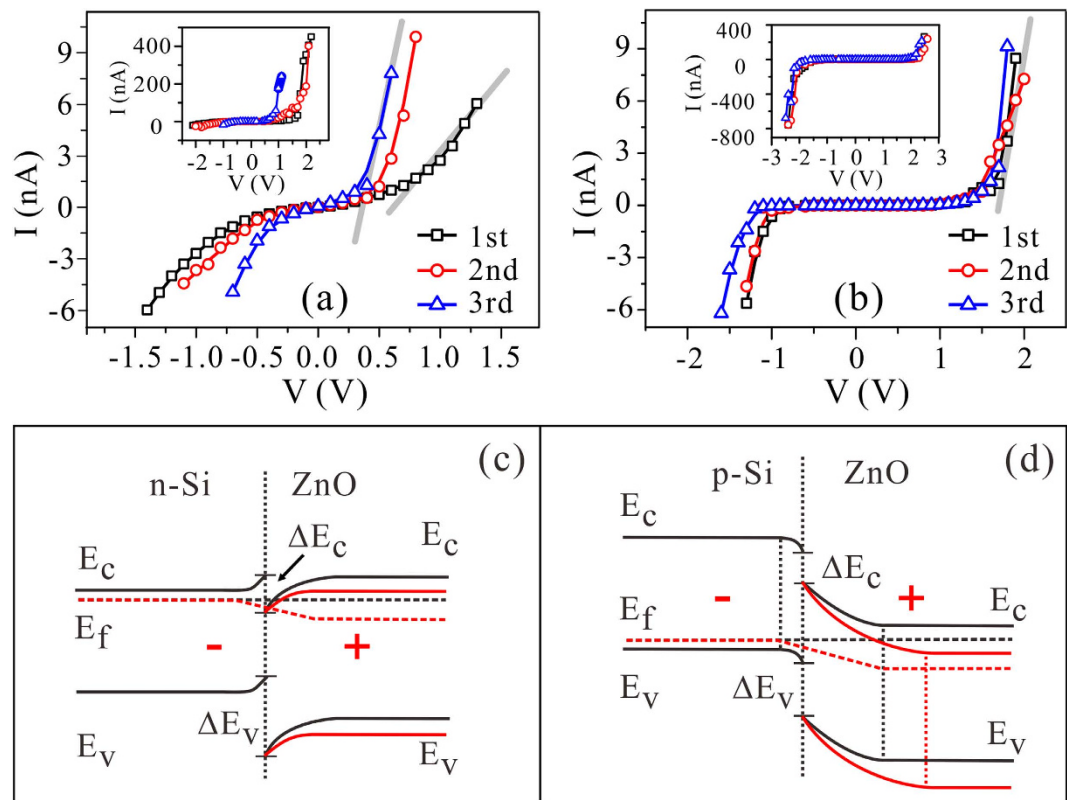 9
6
3
0
-3
-6
I (nA)
400
200
0
I (nA)
-2 -1 0 1 2
V (V)
1st
2nd
3rd
(a)
-1.5 -1.0 -0.5 0.0 0.5 1.0 1.5
V (V)
9
6
3
0
-3
-6
I (nA)
400
0
-400
-800
I (nA)
-3 -2 -1 0 1 2 3
V (V)
1st
2nd
3rd
(b)
-2 -1 0 1 2
V (V)
(c)
n-Si ZnO
ΔEc
Ec Ec
Ef
- +
ΔEv
Ev Ev
(d)
p-Si ZnO
Ec
ΔEc
- +
Ef Ec
Ev ΔEv
Ev